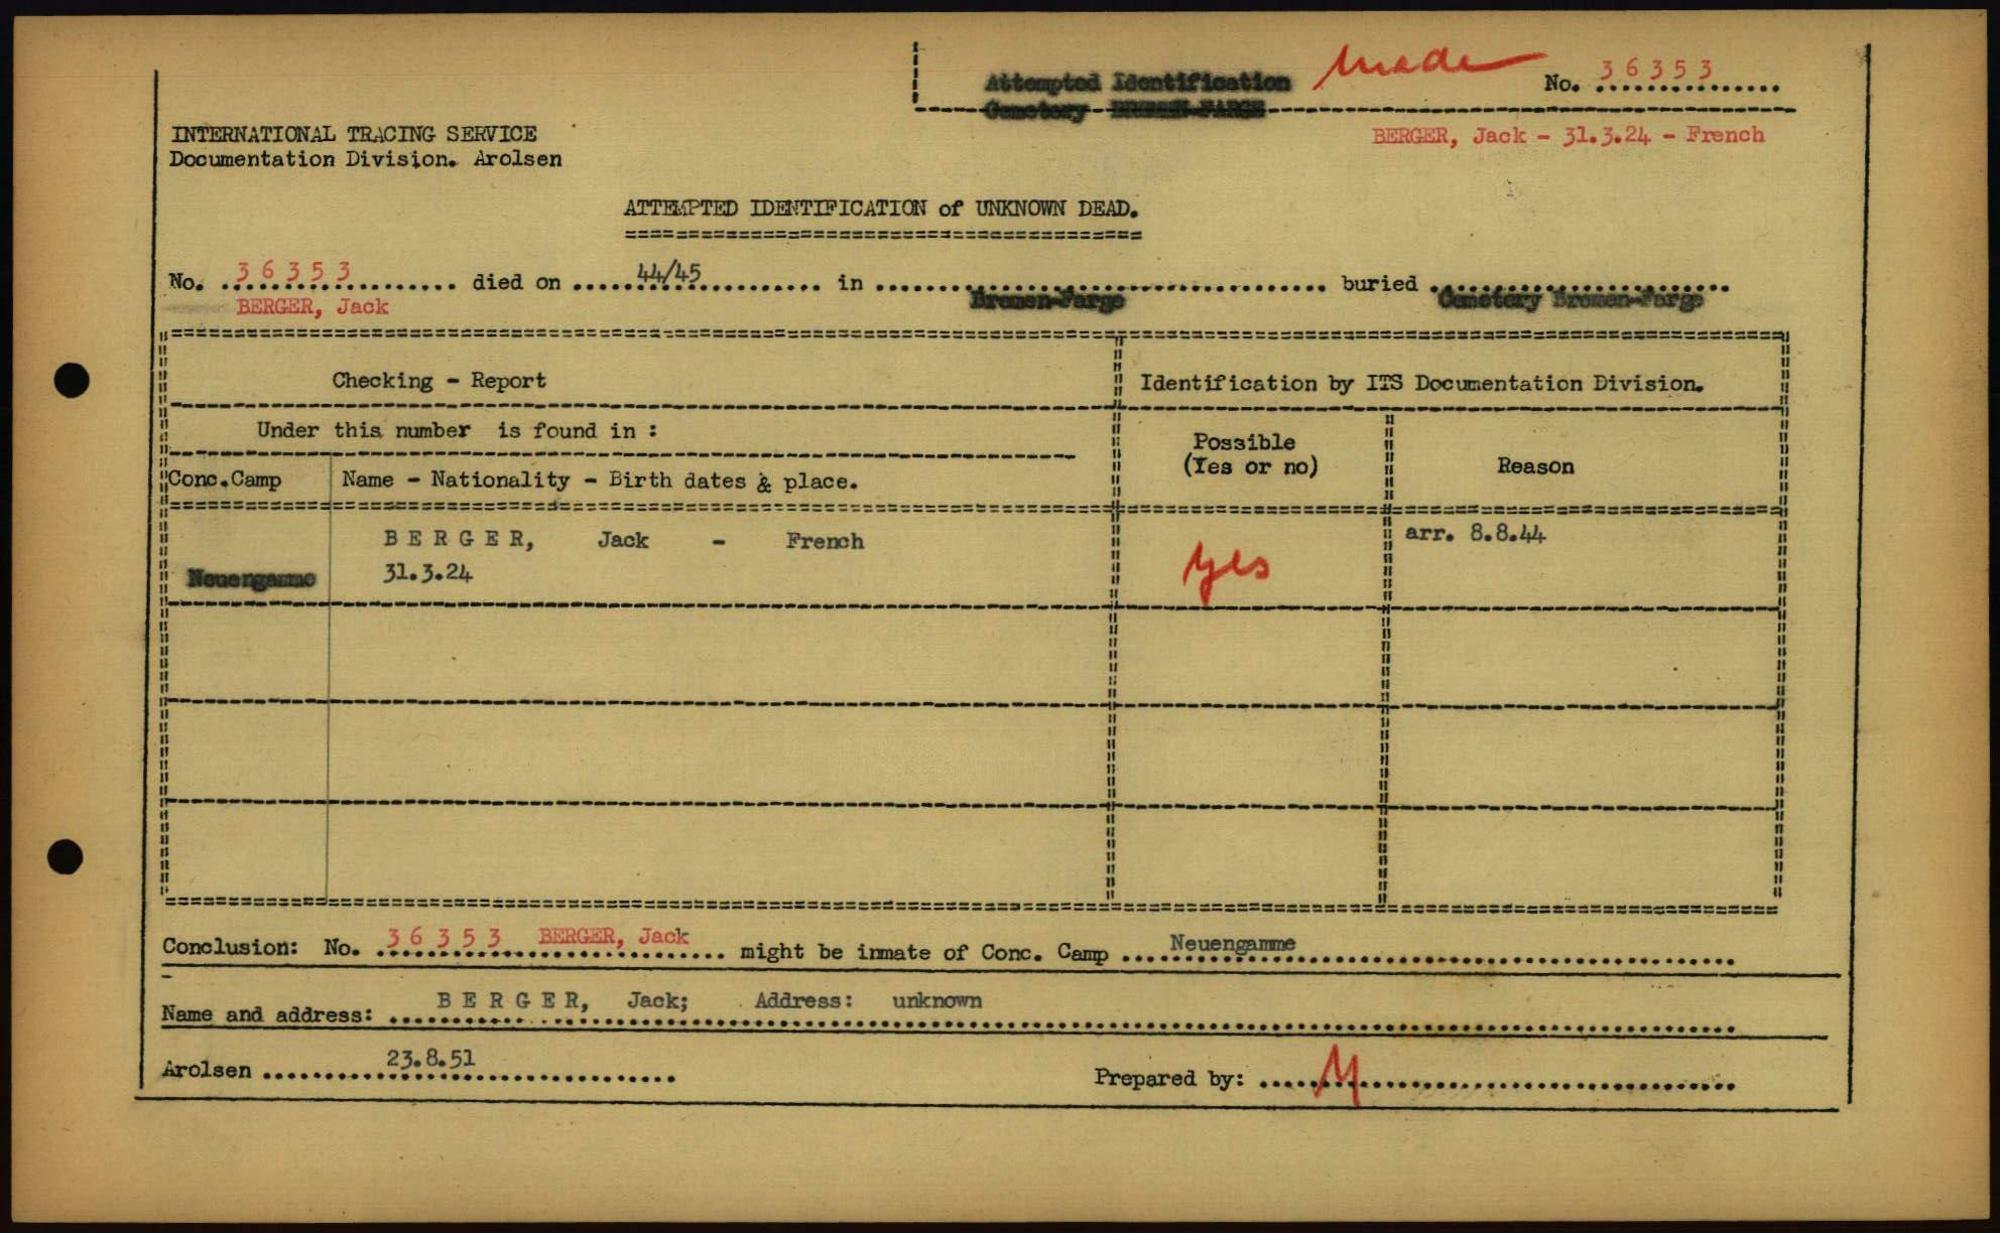 Attempted Identification made No. 36353
Cemetery BREMEN-FARGE
INTERNATIONAL TRACING SERVICE
BERGER, Jack - 31.3.24 - French
Documentation Division. Arolsen
ATTEMPTED IDENTIFICATION of UNKNOWN DEAD.
No. 36353 died on 44/45 in Bremen-Farge buried Cemetery Bremen-Farge
BERGER, Jack
Checking - Report
Identification by ITS Documentation Division.
Under this number is found in :
Possible
(Yes or no)
Reason
Conc.Camp Name - Nationality - Birth dates & place.
BERGER, Jack - French
arr. 8.8.44
Neuengamme 31.3.24
yes
Conclusion: No. 36353 BERGER, Jack might be inmate of Conc. Camp Neuengamme
Name and address: BERGER, Jack; Address: unknown
Arolsen 23.8.51
Prepared by: